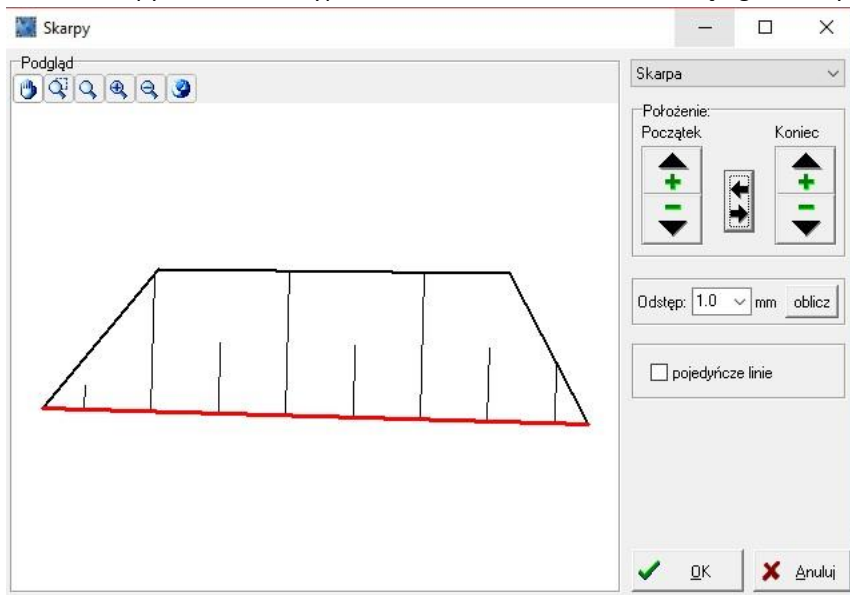 Skarpy
Podgląd
Skarpa
Położenie:
Początek Koniec
Odstęp: 1.0 mm oblicz
pojedyńcze linie
OK Anuluj